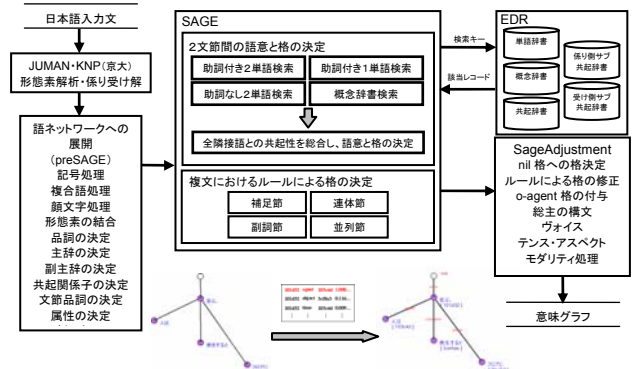 日本語入力文
JUMAN・KNP(京大)
形態素解析・係り受け解
語ネットワークへの
展開
(preSAGE)
記号処理
複合語処理
顔文字処理
形態素の結合
品詞の決定
主辞の決定
副主辞の決定
共起関係子の決定
文節品詞の決定
属性の決定
SAGE
2文節間の語意と格の決定
助詞付き2単語検索
助詞付き1単語検索
助詞なし2単語検索
概念辞書検索
全隣接語との共起性を総合し、語意と格の決定
複文におけるルールによる格の決定
補足節
連体節
副詞節
並列節
検索キー
該当レコード
EDR
単語辞書
概念辞書
共起辞書
係り側サブ
共起辞書
受け側サブ
共起辞書
SageAdjustment
nil 格への格決定
ルールによる格の修正
o-agent 格の付与
総主の構文
ヴォイス
テンス・アスペクト
モダリティ処理
意味グラフ